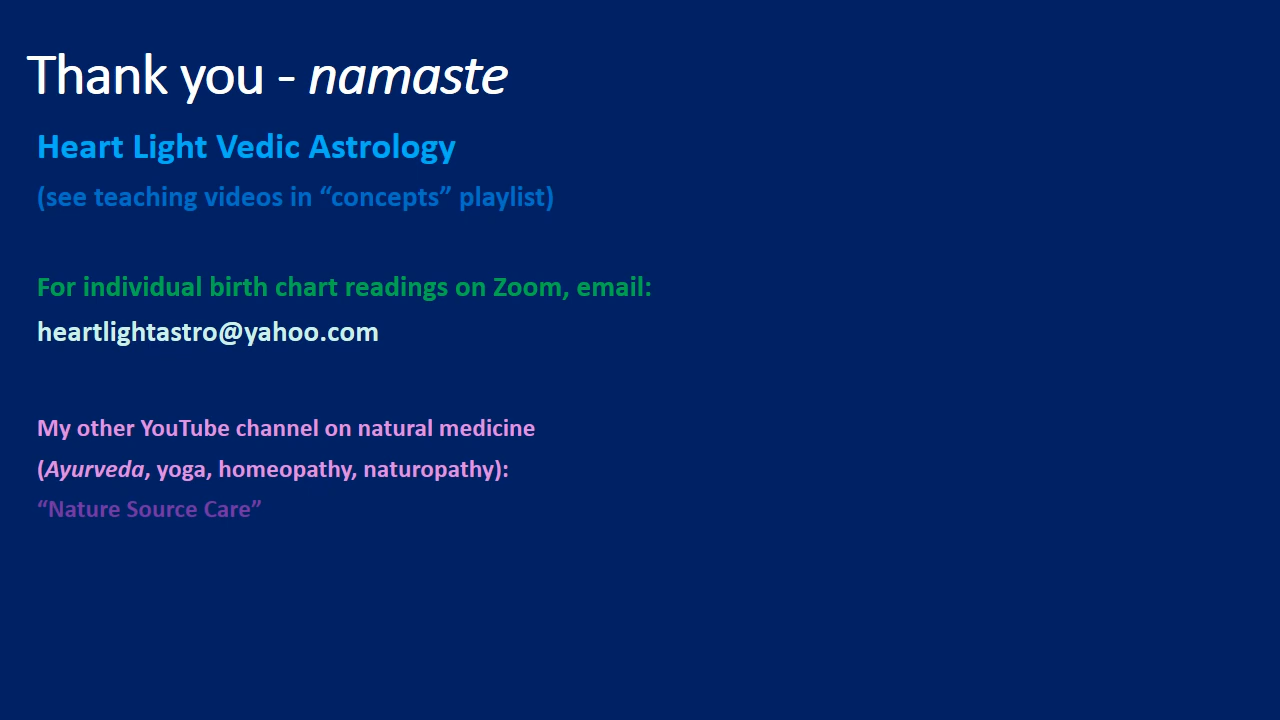 Thank you - namaste
Heart Light Vedic Astrology
(see teaching videos in “concepts” playlist)
For individual birth chart readings on Zoom, email:
heartlightastro@yahoo.com
My other YouTube channel on natural medicine
(Ayurveda, yoga, homeopathy, naturopathy):
“Nature Source Care”